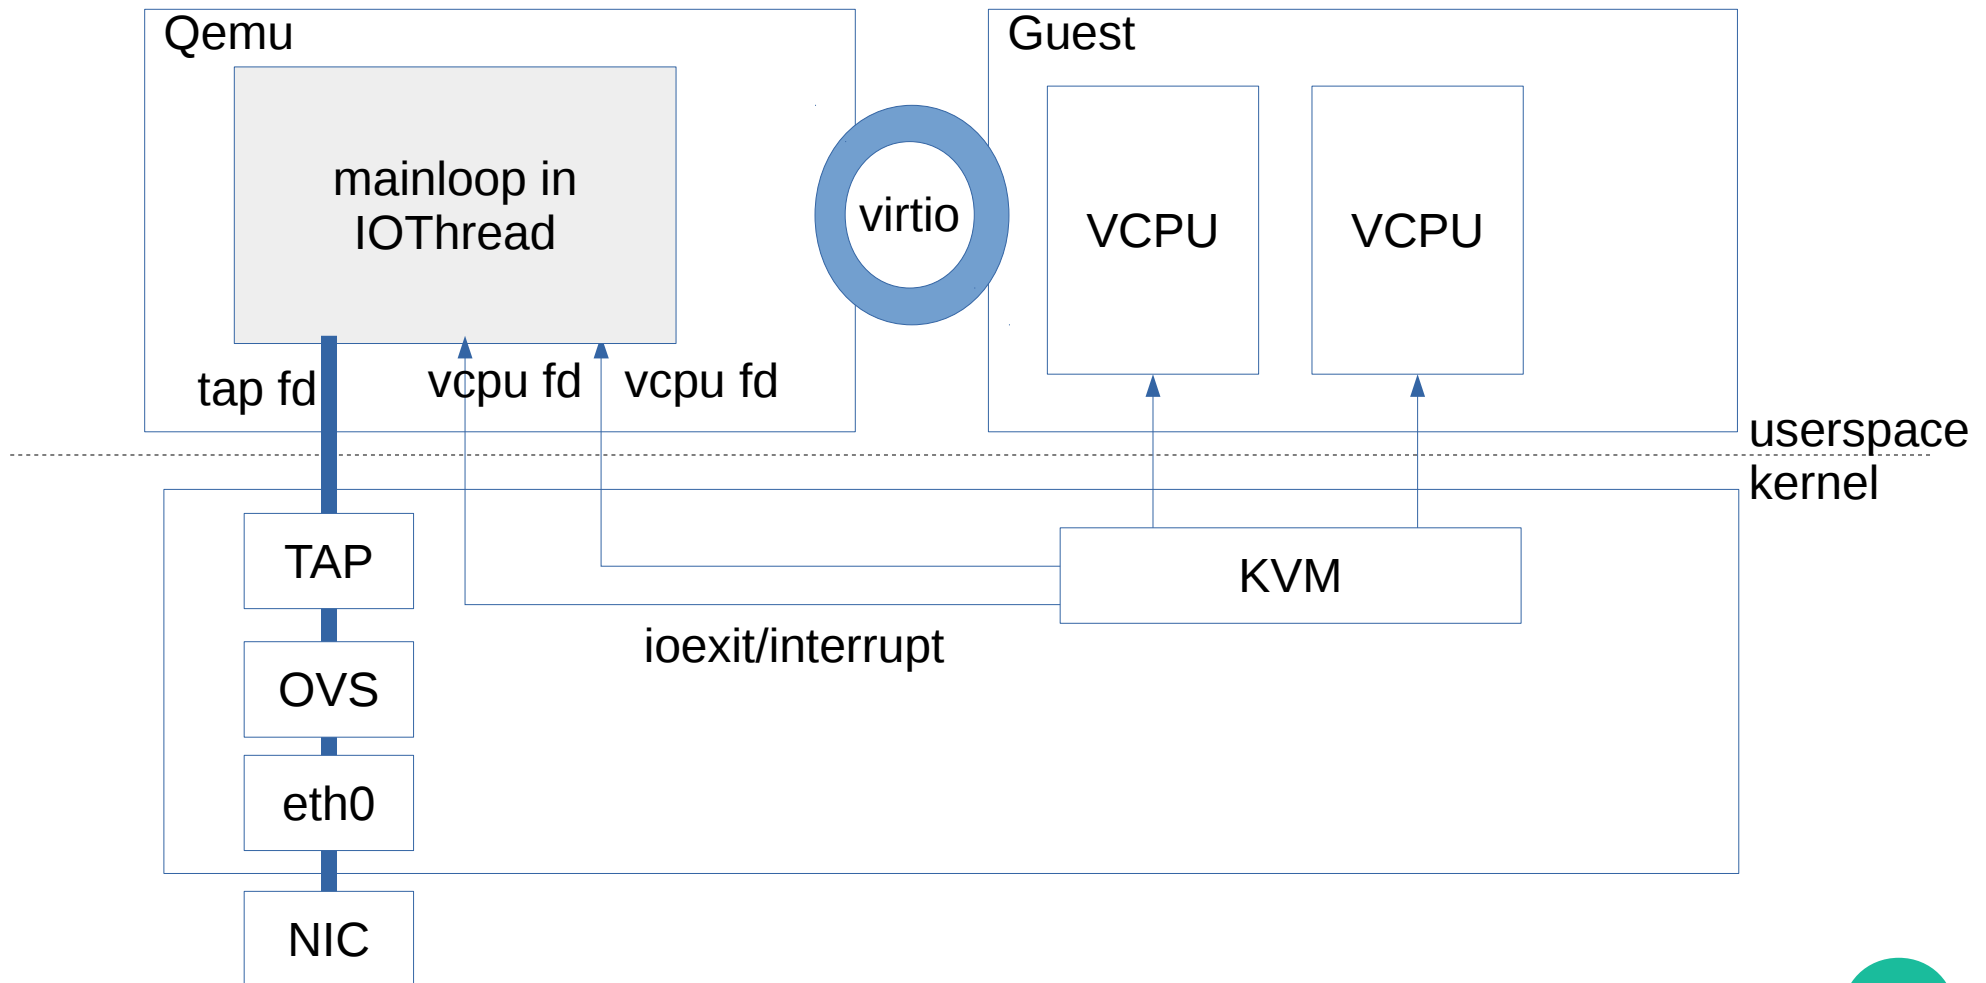 Qemu
Guest
mainloop in
IOThread
virtio
VCPU
VCPU
tap fd
vcpu fd
vcpu fd
userspace
kernel
TAP
KVM
ioexit/interrupt
OVS
eth0
NIC